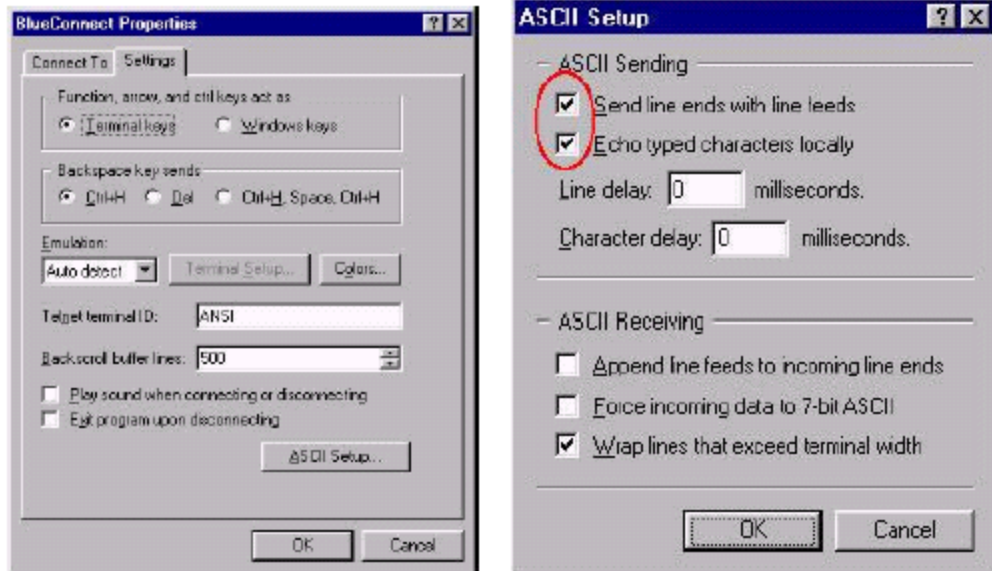 BlueConnect Properties
Connect To Settings
Function, arrow, and ctrl keys act as
Terminal keys Windows keys
Backspace key sends
Ctrl+H Del Ctrl+H, Space, Ctrl+H
Emulation:
Auto detect Terminal Setup... Colors...
Telnet terminal ID: ANSI
Backscroll buffer lines: 500
Play sound when connecting or disconnecting
Exit program upon disconnecting
ASCII Setup...
OK Cancel
ASCII Setup
ASCII Sending
Send line ends with line feeds
Echo typed characters locally
Line delay: 0 milliseconds.
Character delay: 0 milliseconds.
ASCII Receiving
Append line feeds to incoming line ends
Force incoming data to 7-bit ASCII
Wrap lines that exceed terminal width
OK Cancel